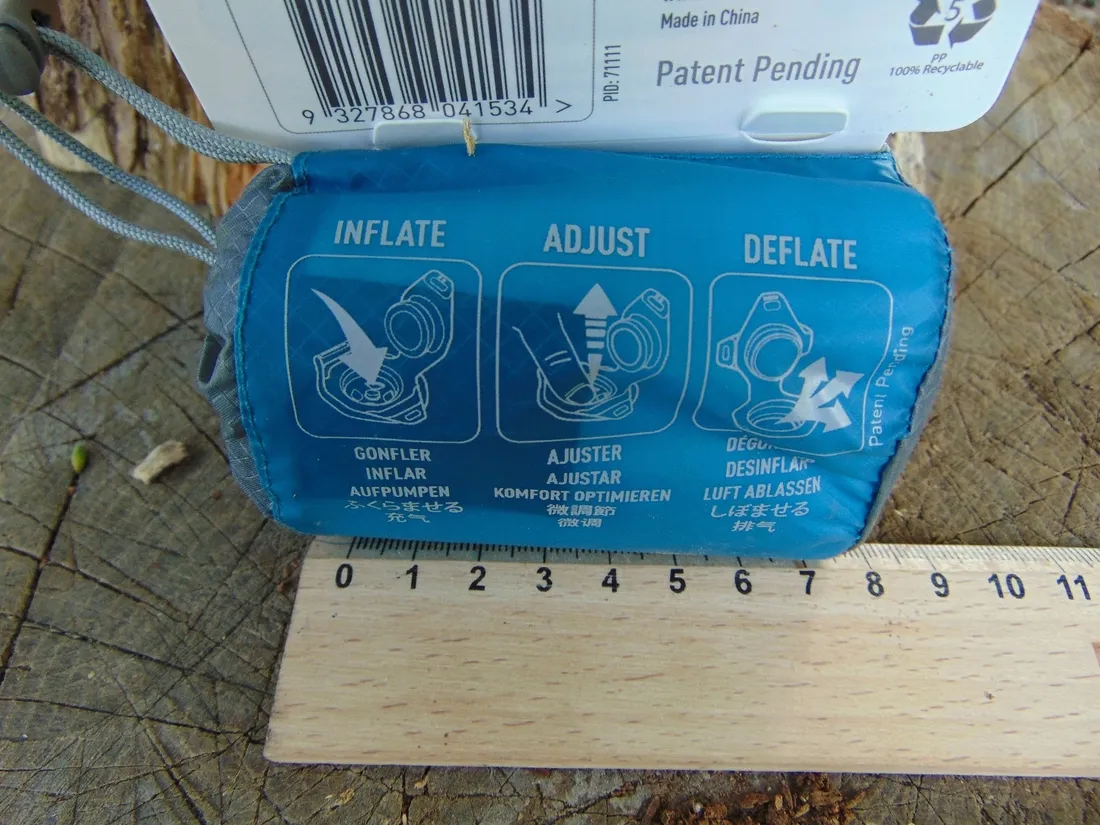 Made in China
Patent Pending
5
PP
100% Recyclable
PID: 71111
9 327868 041534 >
INFLATE
ADJUST
DEFLATE
Patent Pending
GONFLER
INFLAR
AUFPUMPEN
ふくらませる
充气
AJUSTER
AJUSTAR
KOMFORT OPTIMIEREN
微調節
微调
DESINFLAR
LUFT ABLASSEN
しぼませる
排气
0 1 2 3 4 5 6 7 8 9 10 11